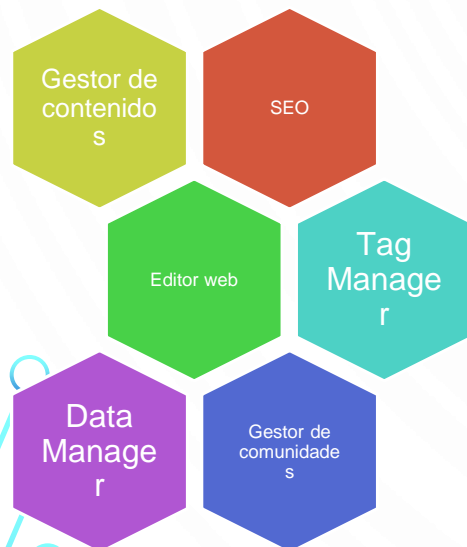 Gestor de
contenido
s
SEO
Editor web
Tag
Manage
r
Data
Manage
r
Gestor de
comunidade
s